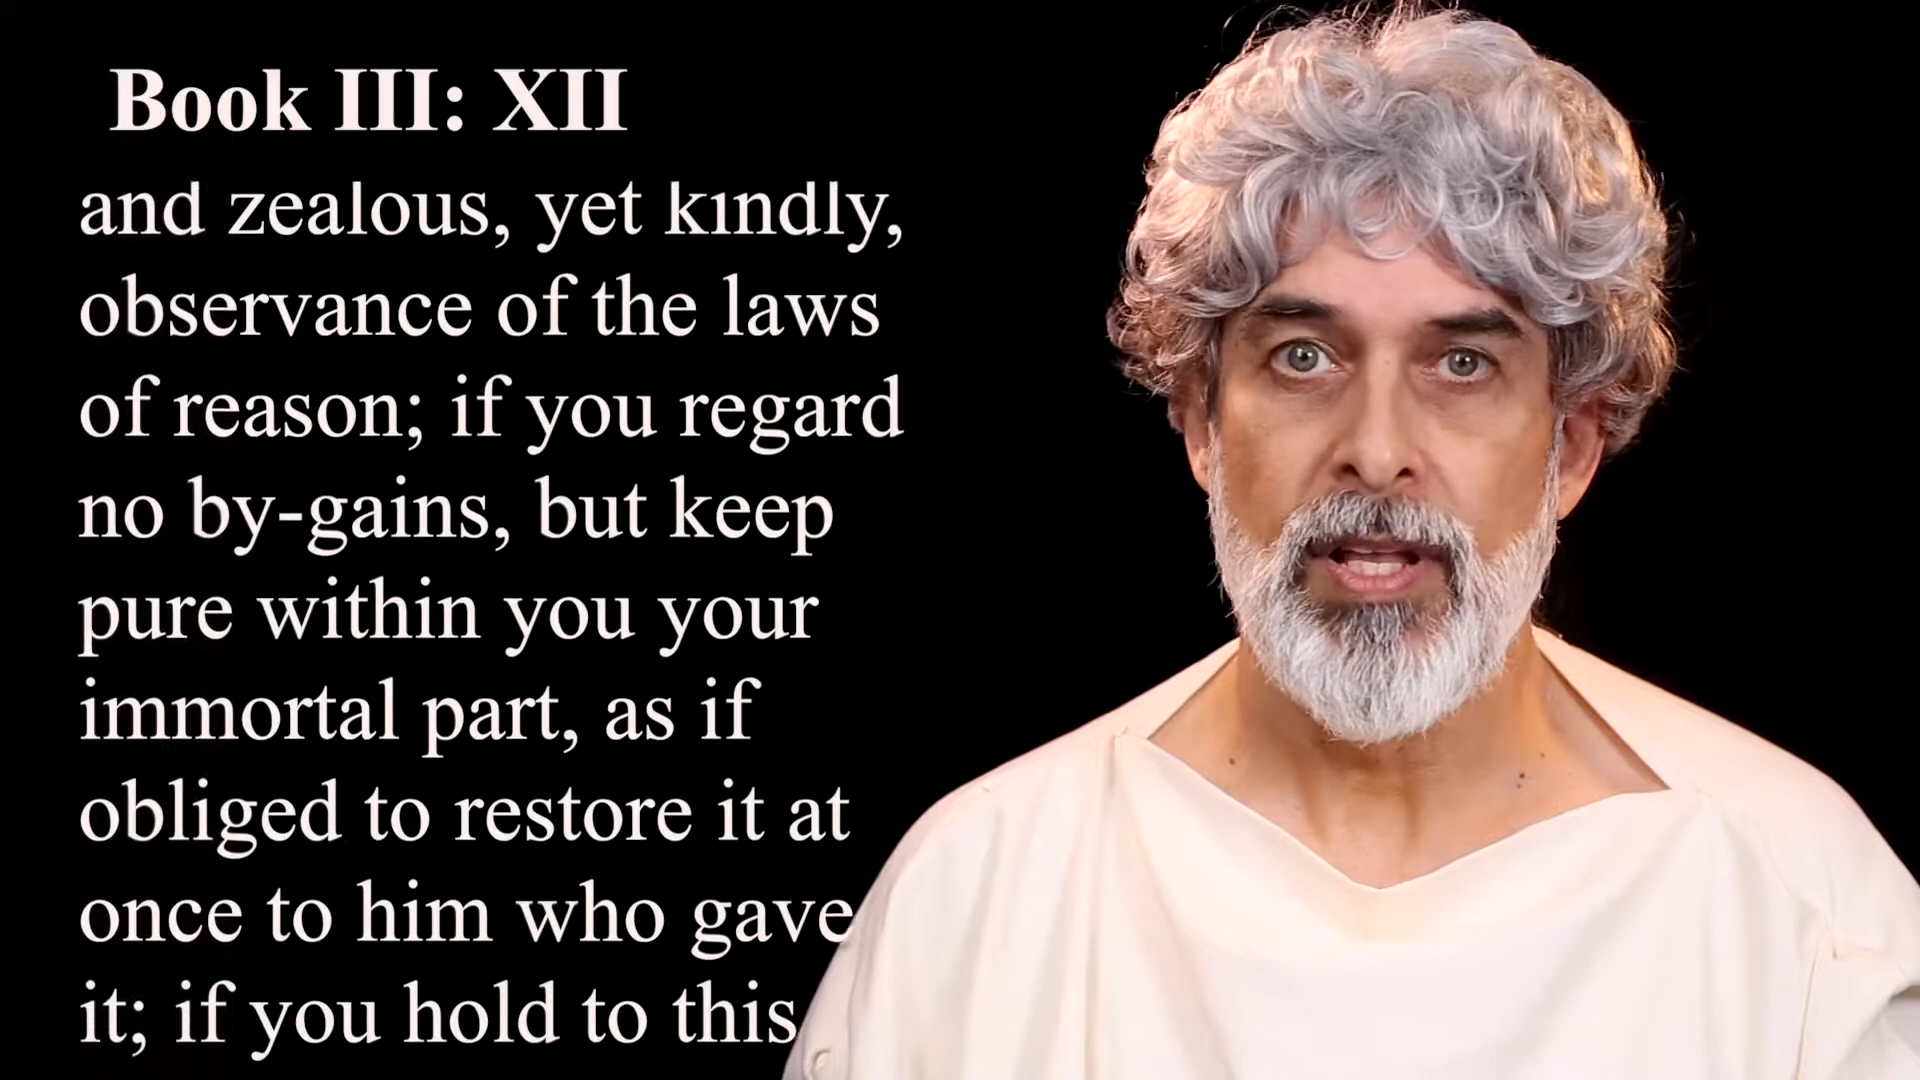 Book III: XII
and zealous, yet kindly,
observance of the laws
of reason; if you regard
no by-gains, but keep
pure within you your
immortal part, as if
obliged to restore it at
once to him who gave
it; if you hold to this